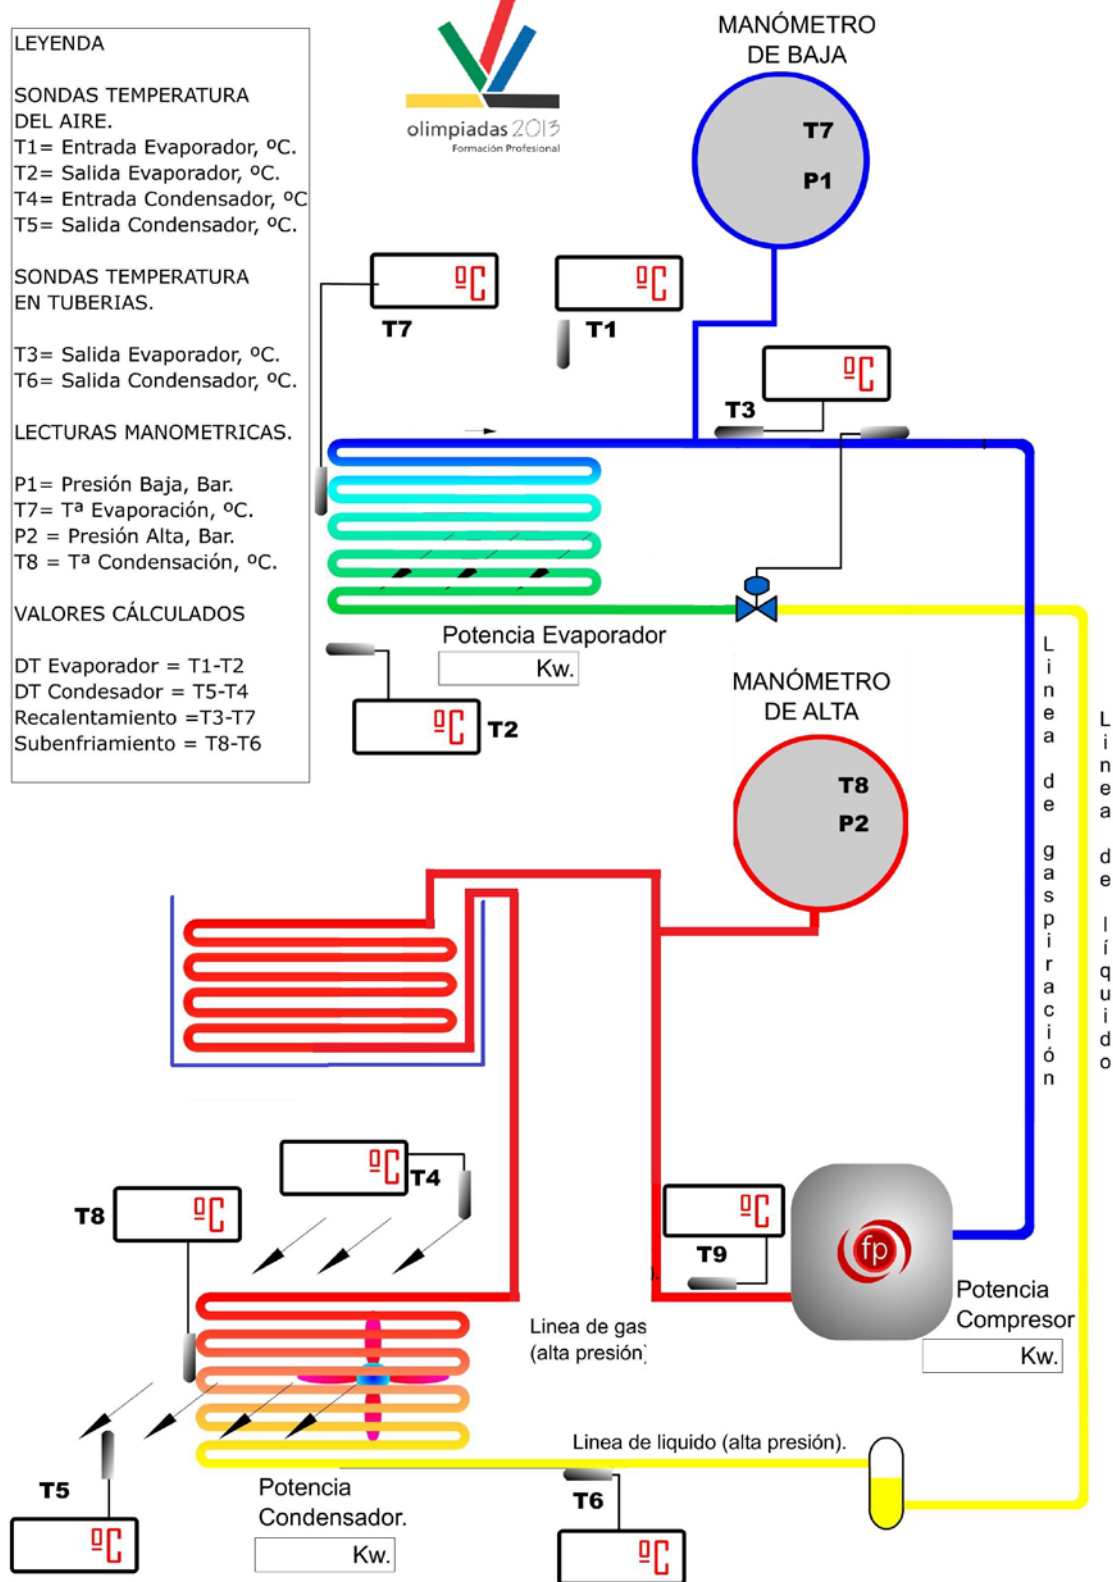 LEYENDA
SONDAS TEMPERATURA
DEL AIRE.
T1= Entrada Evaporador, ºC.
T2= Salida Evaporador, ºC.
T4= Entrada Condensador, ºC
T5= Salida Condensador, ºC.
SONDAS TEMPERATURA
EN TUBERIAS.
T3= Salida Evaporador, ºC.
T6= Salida Condensador, ºC.
LECTURAS MANOMETRICAS.
P1= Presión Baja, Bar.
T7= Tª Evaporación, ºC.
P2 = Presión Alta, Bar.
T8 = Tª Condensación, ºC.
VALORES CÁLCULADOS
DT Evaporador = T1-T2
DT Condesador = T5-T4
Recalentamiento =T3-T7
Subenfriamiento = T8-T6
olimpiadas 2013
Formación Profesional
MANÓMETRO
DE BAJA
T7
P1
ºC
T7
ºC
T1
ºC
T3
Potencia Evaporador
Kw.
ºC
T2
MANÓMETRO
DE ALTA
T8
P2
Linea de gaspiración
Linea de líquido
ºC
T4
T8
ºC
ºC
T9
).
fp
Potencia
Compresor
Kw.
Linea de gas
(alta presión)
Linea de liquido (alta presión).
T5
ºC
Potencia
Condensador.
Kw.
T6
ºC